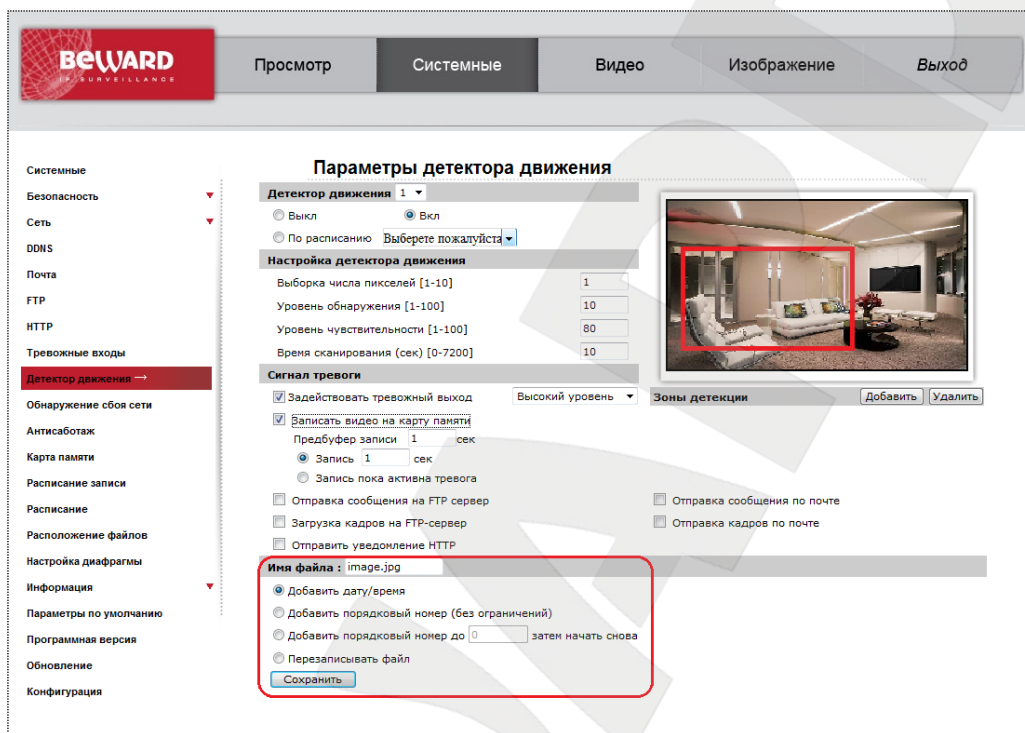 BEWARD
IP SURVEILLANCE
Просмотр Системные Видео Изображение Выход
Системные
Безопасность
Сеть
DDNS
Почта
FTP
HTTP
Тревожные входы
Детектор движения →
Обнаружение сбоя сети
Антисаботаж
Карта памяти
Расписание записи
Расписание
Расположение файлов
Настройка диафрагмы
Информация
Параметры по умолчанию
Программная версия
Обновление
Конфигурация
Параметры детектора движения
Детектор движения 1
Выкл Вкл
По расписанию Выберете пожалуйста
Настройка детектора движения
Выборка числа пикселей [1-10] 1
Уровень обнаружения [1-100] 10
Уровень чувствительности [1-100] 80
Время сканирования (сек) [0-7200] 10
Сигнал тревоги
Задействовать тревожный выход Высокий уровень
Зоны детекции Добавить Удалить
Записать видео на карту памяти
Предбуфер записи 1 сек
Запись 1 сек
Запись пока активна тревога
Отправка сообщения на FTP сервер Отправка сообщения по почте
Загрузка кадров на FTP-сервер Отправка кадров по почте
Отправить уведомление HTTP
Имя файла : image.jpg
Добавить дату/время
Добавить порядковый номер (без ограничений)
Добавить порядковый номер до 0 затем начать снова
Перезаписывать файл
Сохранить